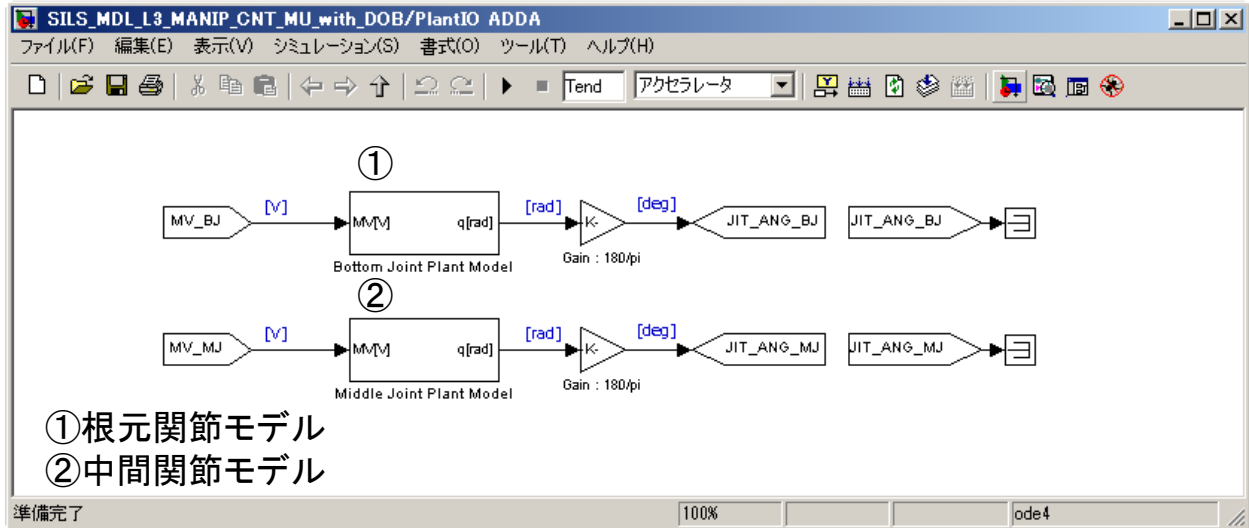 SILS_MDL_L3_MANIP_CNT_MU_with_DOB/PlantIO ADDA
ファイル(F) 編集(E) 表示(V) シミュレーション(S) 書式(O) ツール(T) ヘルプ(H)
Tend アクセラレータ
①
MV_BJ [V] MV[V] q[rad] [rad] K- [deg] JIT_ANG_BJ JIT_ANG_BJ
Bottom Joint Plant Model Gain : 180/pi
②
MV_MJ [V] MV[V] q[rad] [rad] K- [deg] JIT_ANG_MJ JIT_ANG_MJ
Middle Joint Plant Model Gain : 180/pi
①根元関節モデル
②中間関節モデル
準備完了 100% ode4